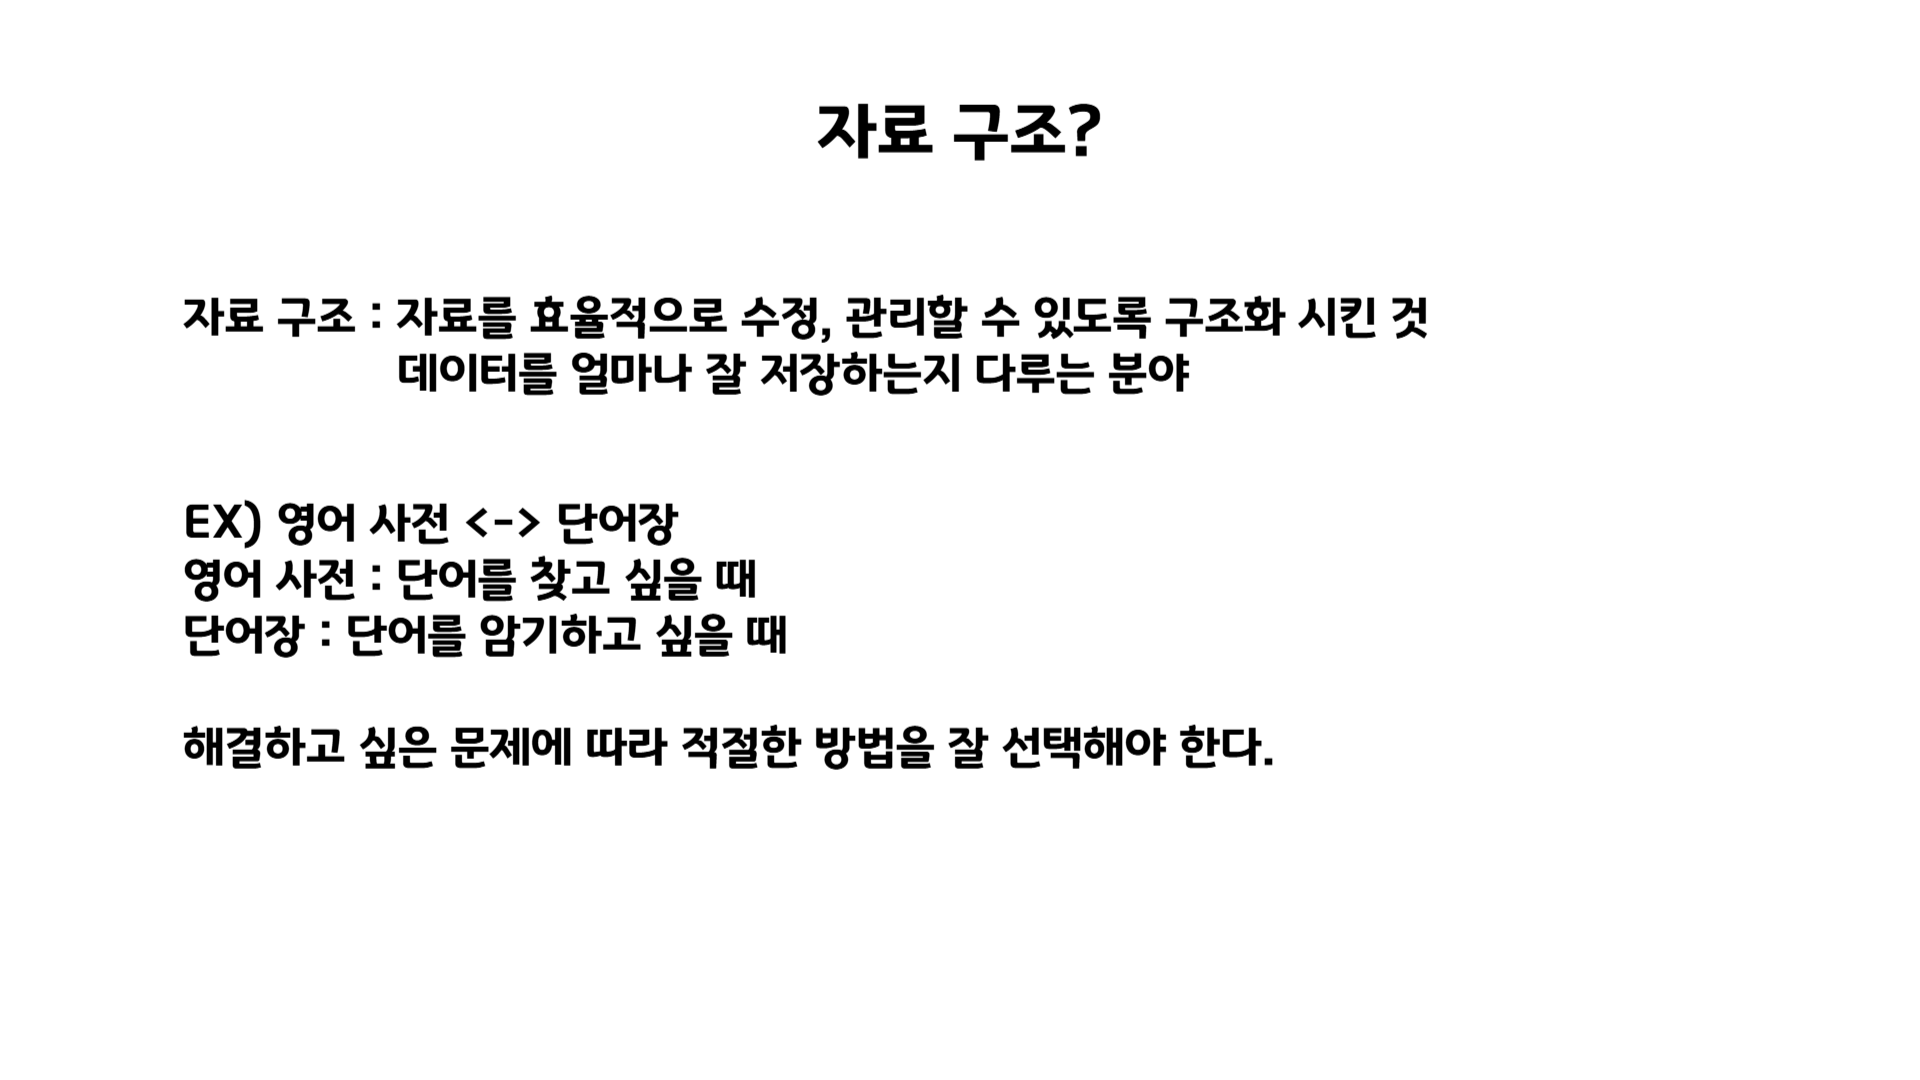 자료 구조?
자료 구조 : 자료를 효율적으로 수정, 관리할 수 있도록 구조화 시킨 것
데이터를 얼마나 잘 저장하는지 다루는 분야
EX) 영어 사전 <-> 단어장
영어 사전 : 단어를 찾고 싶을 때
단어장 : 단어를 암기하고 싶을 때
해결하고 싶은 문제에 따라 적절한 방법을 잘 선택해야 한다.